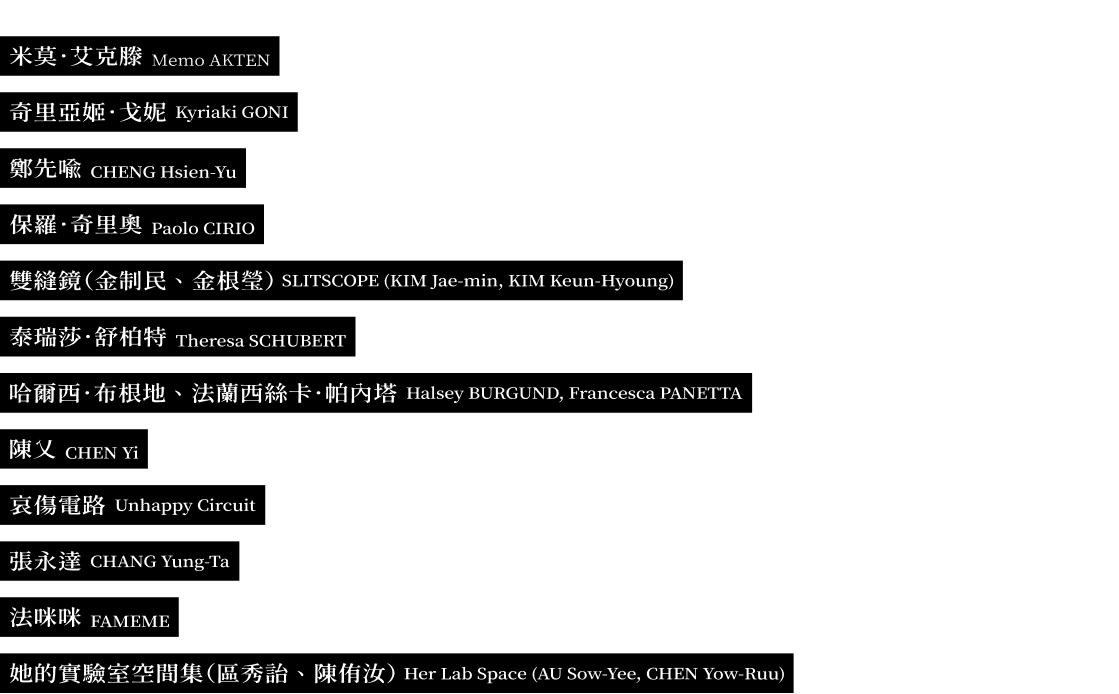 米莫·艾克滕 Memo AKTEN
奇里亞姬·戈妮 Kyriaki GONI
鄭先喻 CHENG Hsien-Yu
保羅·奇里奧 Paolo CIRIO
雙縫鏡（金制民、金根瑩）SLITSCOPE (KIM Jae-min, KIM Keun-Hyoung)
泰瑞莎·舒柏特 Theresa SCHUBERT
哈爾西·布根地、法蘭西絲卡·帕內塔 Halsey BURGUND, Francesca PANETTA
陳乂 CHEN Yi
哀傷電路 Unhappy Circuit
張永達 CHANG Yung-Ta
法咪咪 FAMEME
她的實驗室空間集（區秀詒、陳侑汝）Her Lab Space (AU Sow-Yee, CHEN Yow-Ruu)